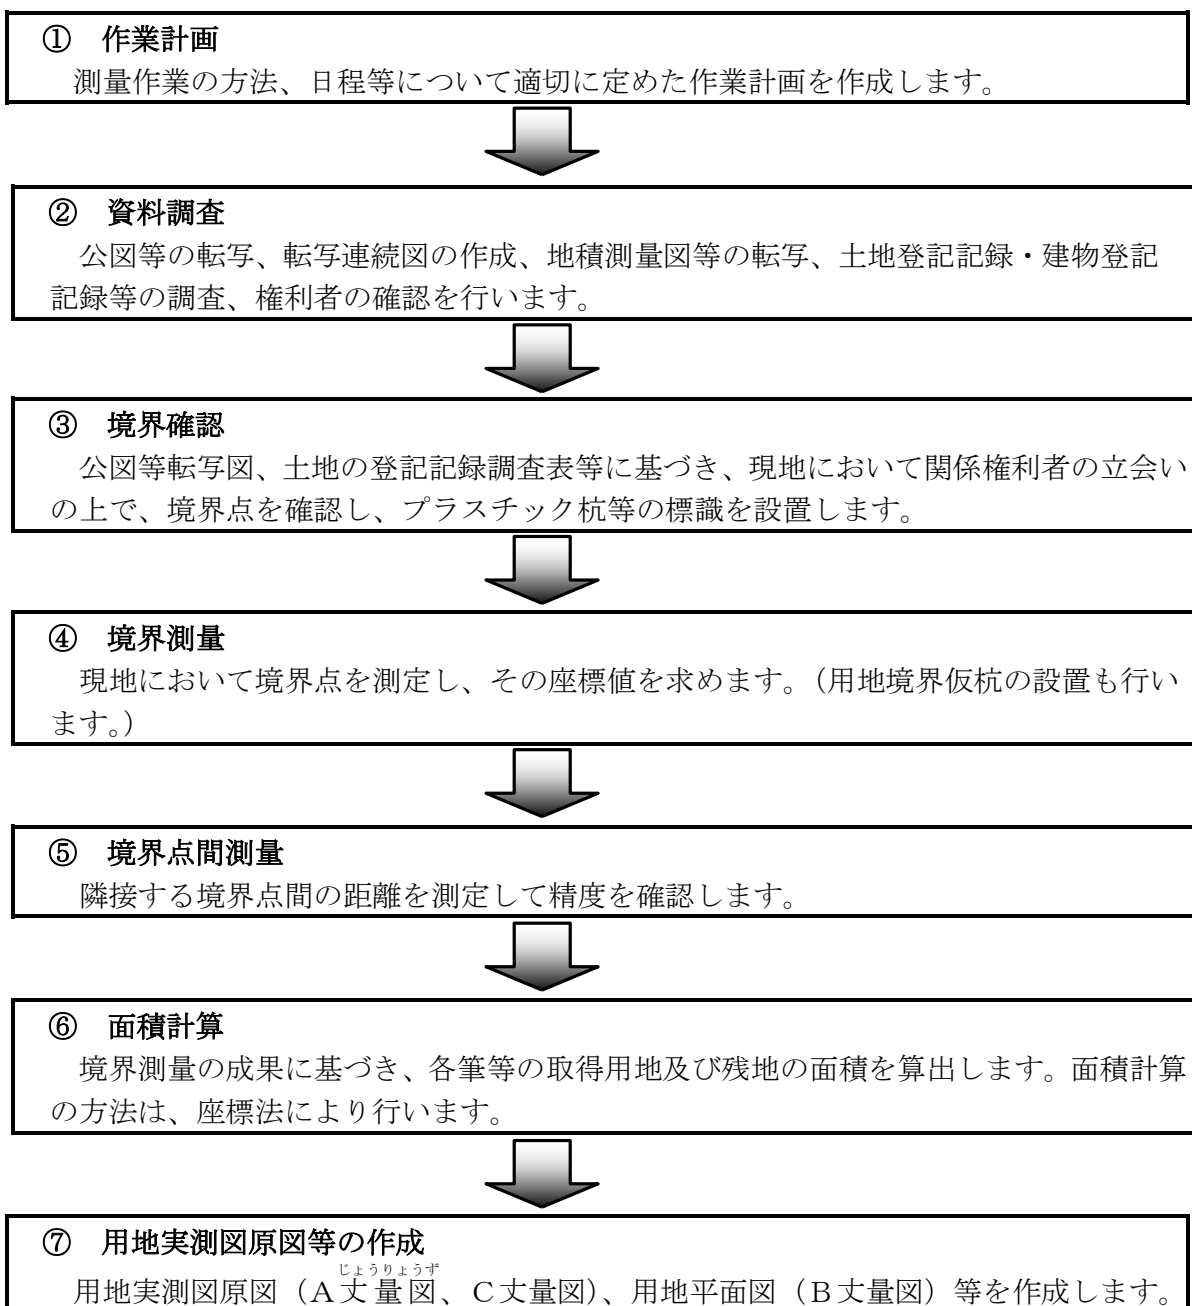 ① 作業計画
測量作業の方法、日程等について適切に定めた作業計画を作成します。
② 資料調査
公図等の転写、転写連続図の作成、地積測量図等の転写、土地登記記録・建物登記
記録等の調査、権利者の確認を行います。
③ 境界確認
公図等転写図、土地の登記記録調査表等に基づき、現地において関係権利者の立会い
の上で、境界点を確認し、プラスチック杭等の標識を設置します。
④ 境界測量
現地において境界点を測定し、その座標値を求めます。(用地境界仮杭の設置も行い
ます。)
⑤ 境界点間測量
隣接する境界点間の距離を測定して精度を確認します。
⑥ 面積計算
境界測量の成果に基づき、各筆等の取得用地及び残地の面積を算出します。面積計算
の方法は、座標法により行います。
⑦ 用地実測図原図等の作成
じょうりょうず
用地実測図原図（A丈量図、C丈量図）、用地平面図（B丈量図）等を作成します。